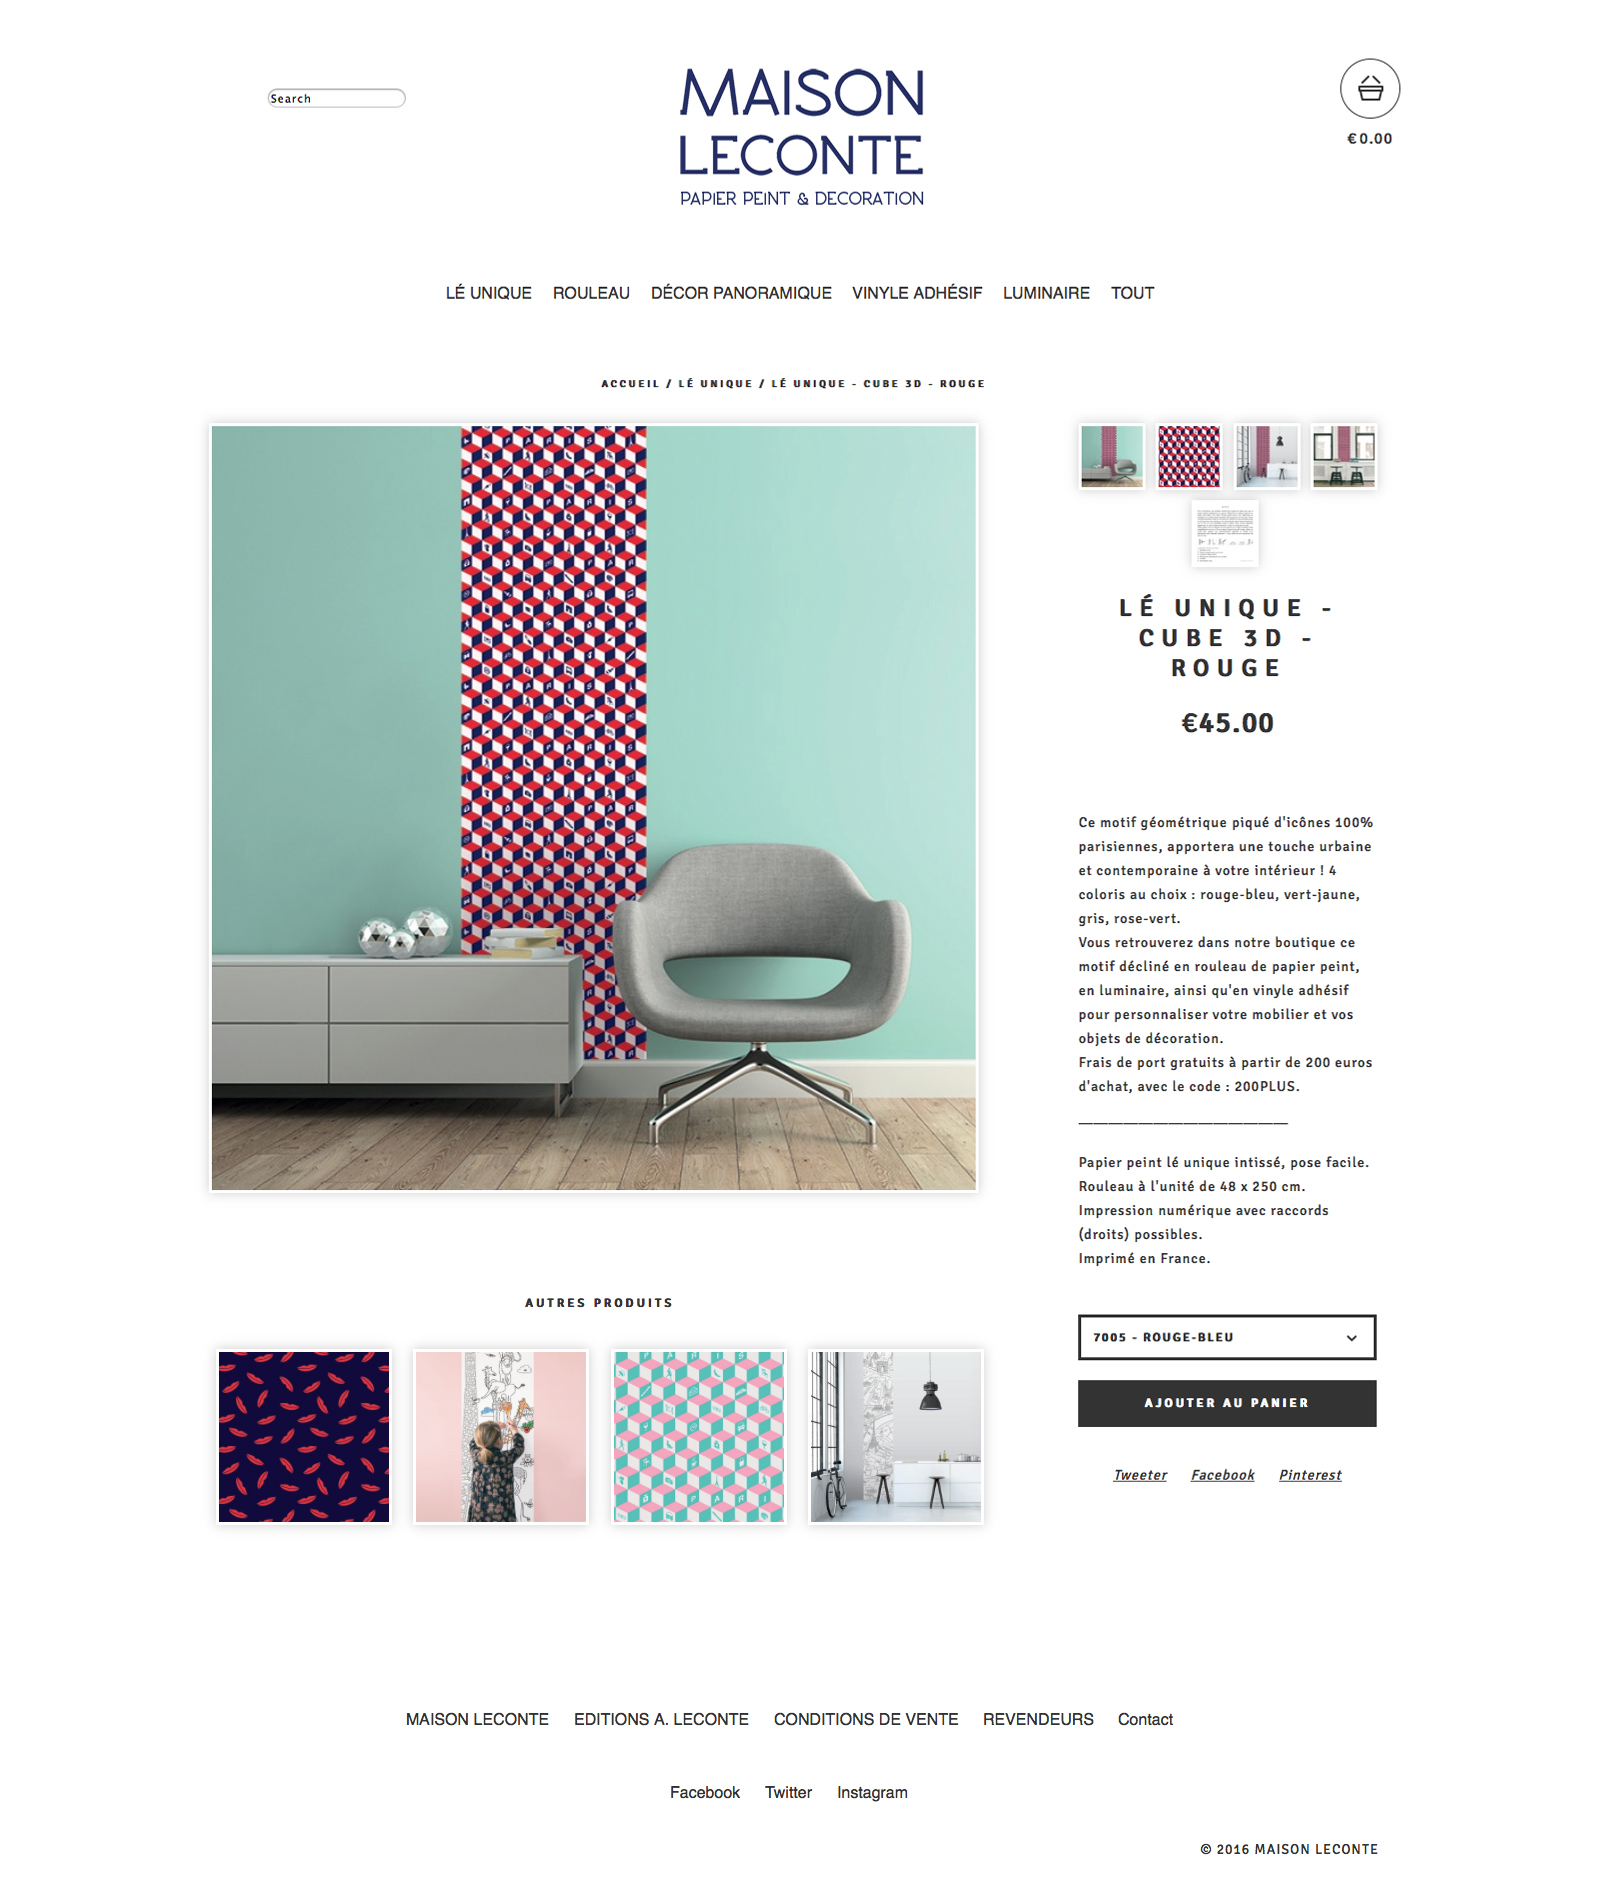 Search
MAISON
LECONTE
PAPIER PEINT & DECORATION
€0.00
LÉ UNIQUE ROULEAU DÉCOR PANORAMIQUE VINYLE ADHÉSIF LUMINAIRE TOUT
ACCUEIL / LÉ UNIQUE / LÉ UNIQUE - CUBE 3D - ROUGE
LÉ UNIQUE -
CUBE 3D -
ROUGE
€45.00
Ce motif géométrique piqué d'icônes 100%
parisiennes, apportera une touche urbaine
et contemporaine à votre intérieur ! 4
coloris au choix : rouge-bleu, vert-jaune,
gris, rose-vert.
Vous retrouverez dans notre boutique ce
motif décliné en rouleau de papier peint,
en luminaire, ainsi qu'en vinyle adhésif
pour personnaliser votre mobilier et vos
objets de décoration.
Frais de port gratuits à partir de 200 euros
d'achat, avec le code : 200PLUS.
Papier peint lé unique intissé, pose facile.
Rouleau à l'unité de 48 x 250 cm.
Impression numérique avec raccords
(droits) possibles.
Imprimé en France.
7005 - ROUGE-BLEU
AJOUTER AU PANIER
Tweeter Facebook Pinterest
AUTRES PRODUITS
MAISON LECONTE EDITIONS A. LECONTE CONDITIONS DE VENTE REVENDEURS Contact
Facebook Twitter Instagram
© 2016 MAISON LECONTE